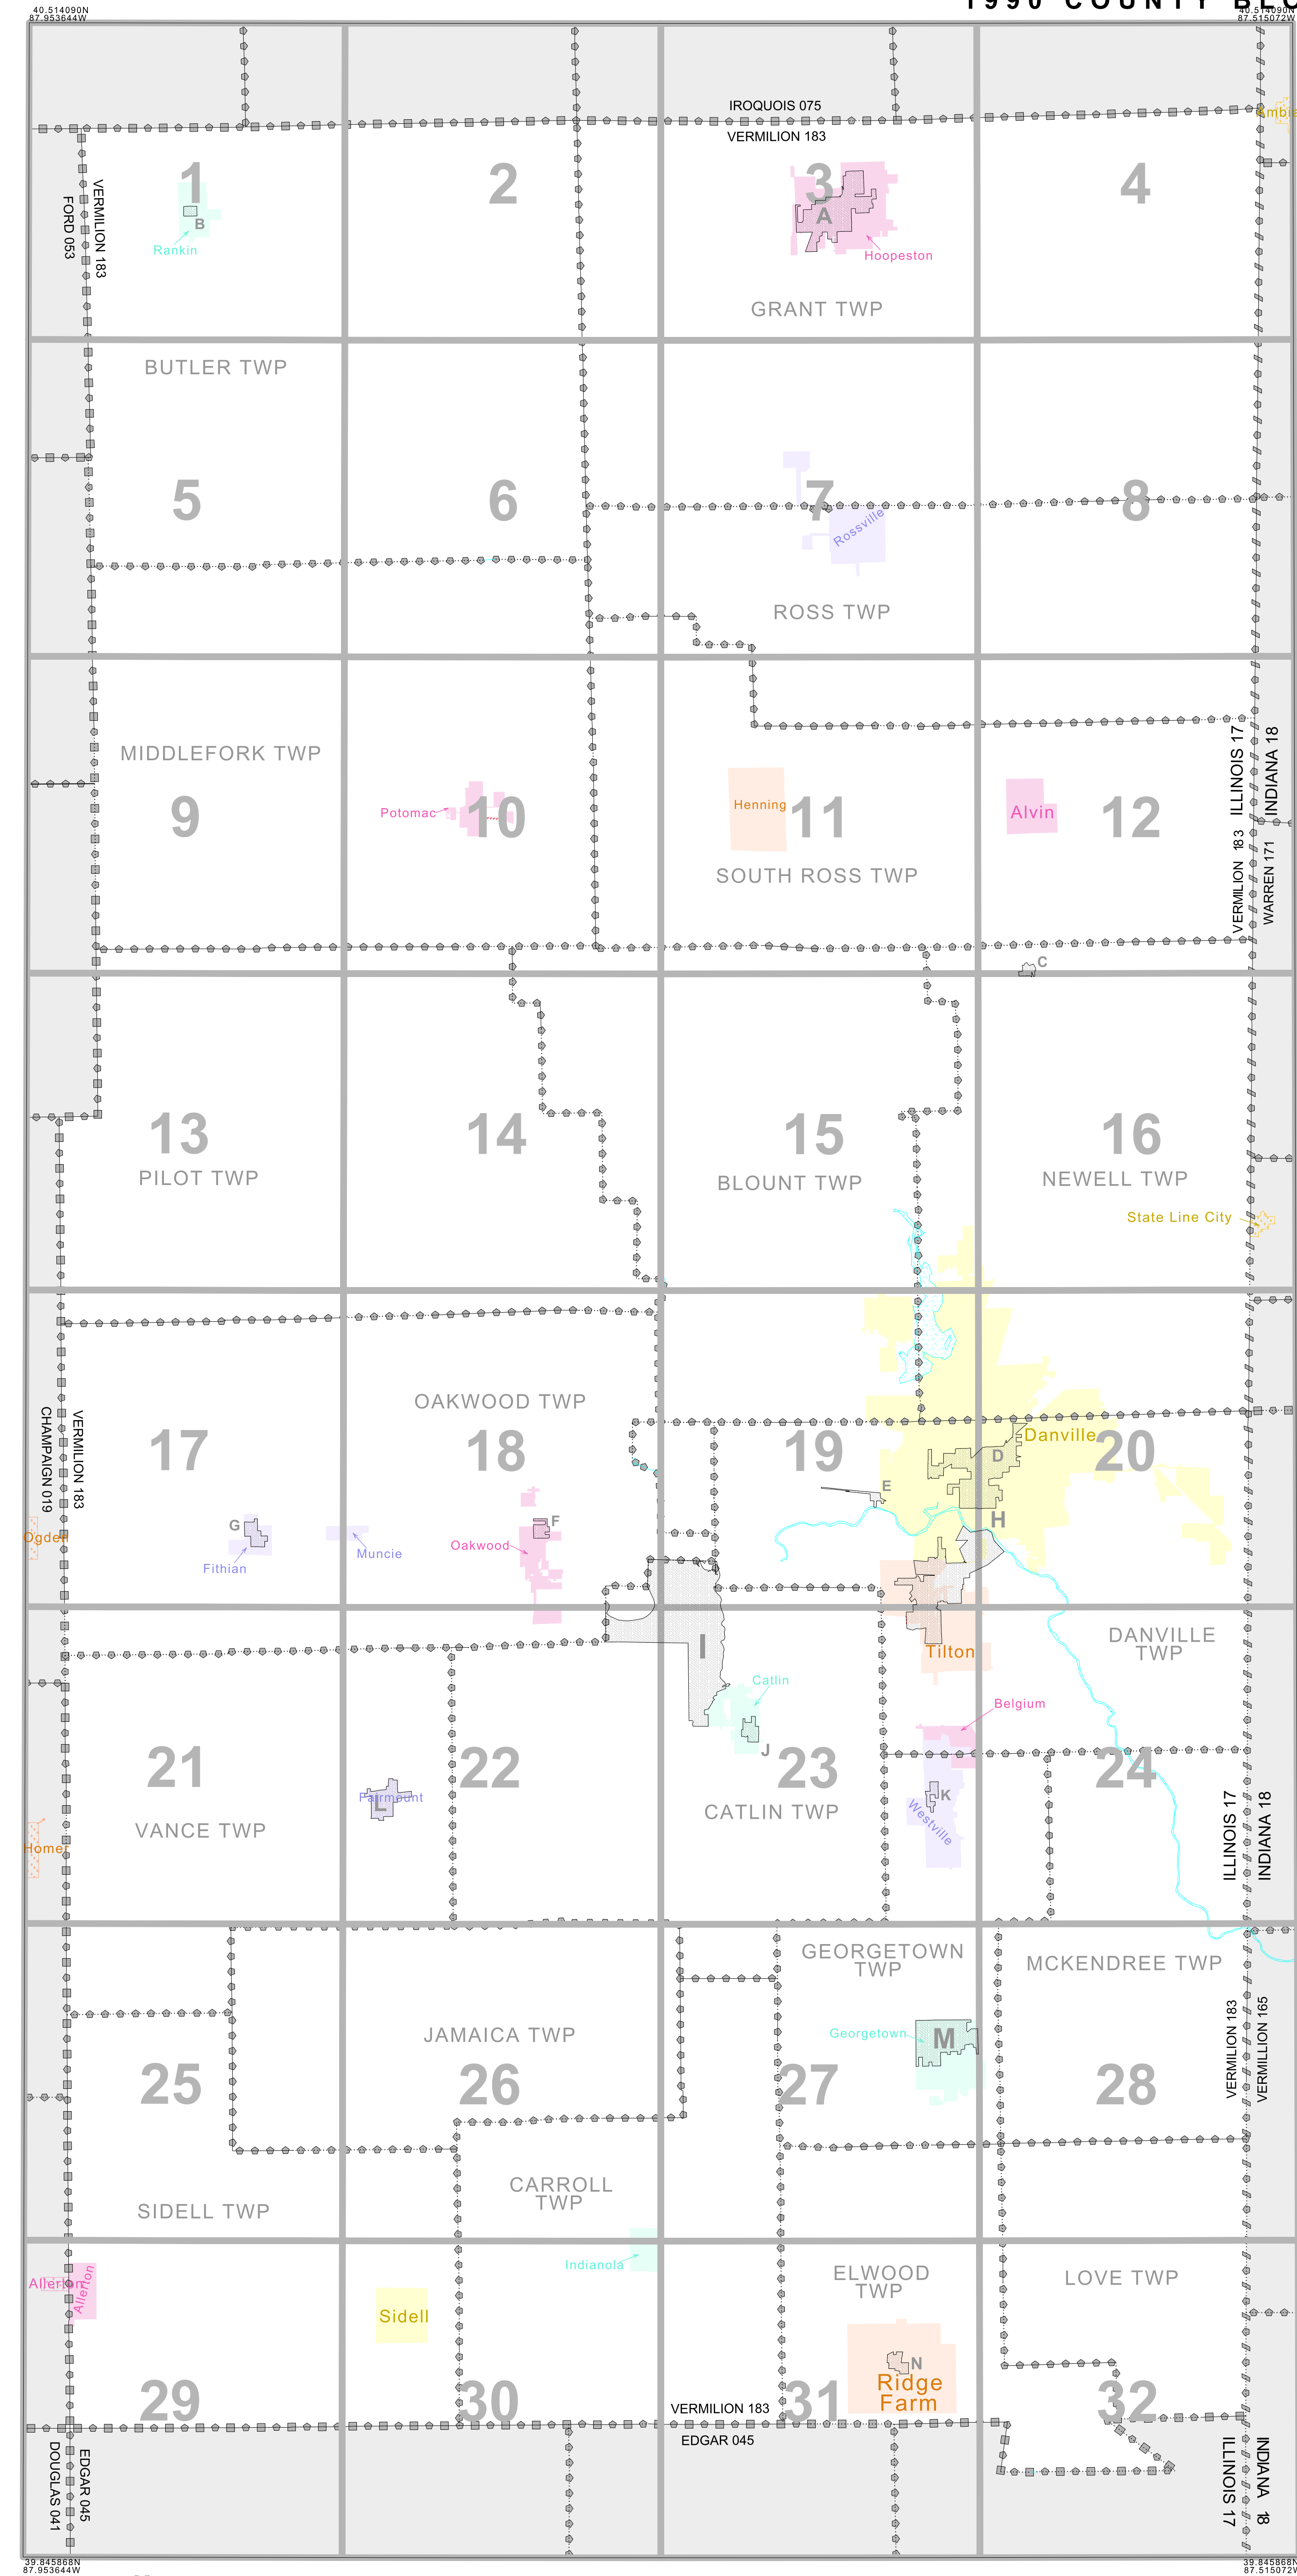 1990 COUNTY BLO
40.514090N
87.953644W
40.514090N
87.515072W
IROQUOIS 075
VERMILION 183
Ambia
1
2
3
4
FORD 053
VERMILION 183
B
Rankin
A
Hoopeston
GRANT TWP
BUTLER TWP
5
6
7
8
Rossville
ROSS TWP
MIDDLEFORK TWP
ILLINOIS 17
INDIANA 18
9
Potomac
10
Henning
11
Alvin
12
VERMILION 183
WARREN 171
SOUTH ROSS TWP
C
13
14
15
16
PILOT TWP
BLOUNT TWP
NEWELL TWP
State Line City
OAKWOOD TWP
CHAMPAIGN 019
VERMILION 183
17
18
19
Danville
20
D
E
H
G
F
Ogden
Fithian
Muncie
Oakwood
I
Tilton
DANVILLE
TWP
Catlin
Belgium
J
21
22
23
24
L
Fairmount
K
Westville
CATLIN TWP
VANCE TWP
Homer
ILLINOIS 17
INDIANA 18
GEORGETOWN
TWP
MCKENDREE TWP
JAMAICA TWP
Georgetown
M
VERMILION 183
VERMILLION 165
25
26
27
28
SIDELL TWP
CARROLL
TWP
Indianola
ELWOOD
TWP
LOVE TWP
Allerton
Allerton
Sidell
N
Ridge
Farm
29
30
31
32
VERMILION 183
EDGAR 045
DOUGLAS 041
EDGAR 045
ILLINOIS 17
INDIANA 18
39.845868N
87.953644W
39.845868N
87.515072W